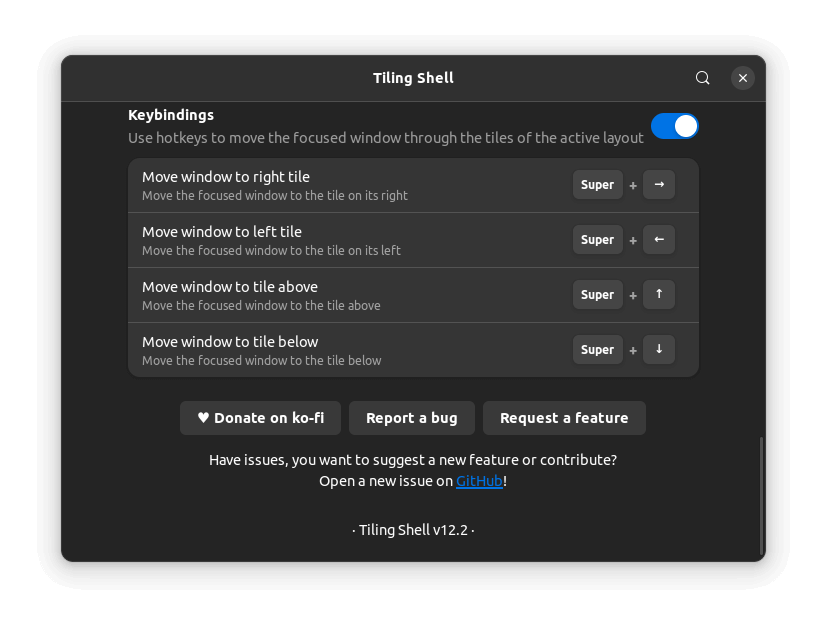 Tiling Shell
Keybindings
Use hotkeys to move the focused window through the tiles of the active layout
Move window to right tile
Move the focused window to the tile on its right
Super + →
Move window to left tile
Move the focused window to the tile on its left
Super + ←
Move window to tile above
Move the focused window to the tile above
Super + ↑
Move window to tile below
Move the focused window to the tile below
Super + ↓
♥ Donate on ko-fi
Report a bug
Request a feature
Have issues, you want to suggest a new feature or contribute?
Open a new issue on GitHub!
· Tiling Shell v12.2 ·